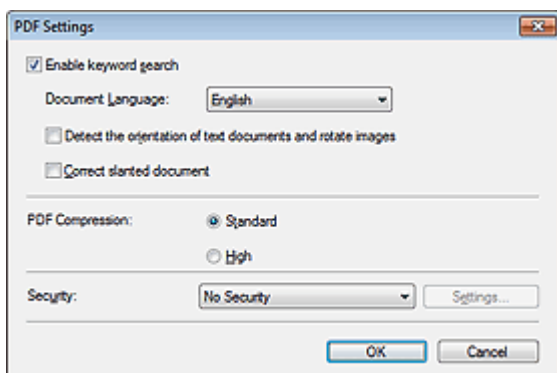 PDF Settings
Enable keyword search
Document Language: English
Detect the orientation of text documents and rotate images
Correct slanted document
PDF Compression: Standard
High
Security: No Security Settings...
OK Cancel